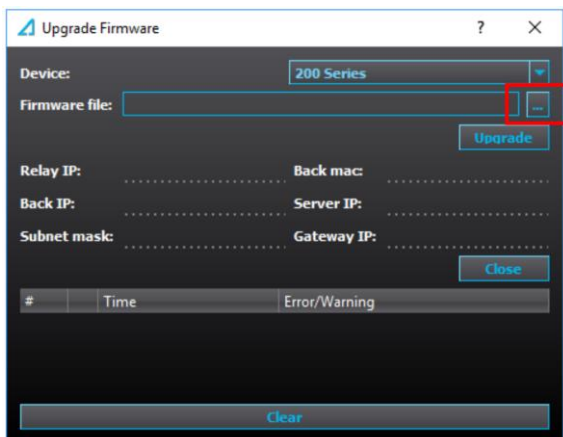 Upgrade Firmware ?
Device: 200 Series
Firmware file: ...
Upgrade
Relay IP: Back mac:
Back IP: Server IP:
Subnet mask: Gateway IP:
Close
# Time Error/Warning
Clear